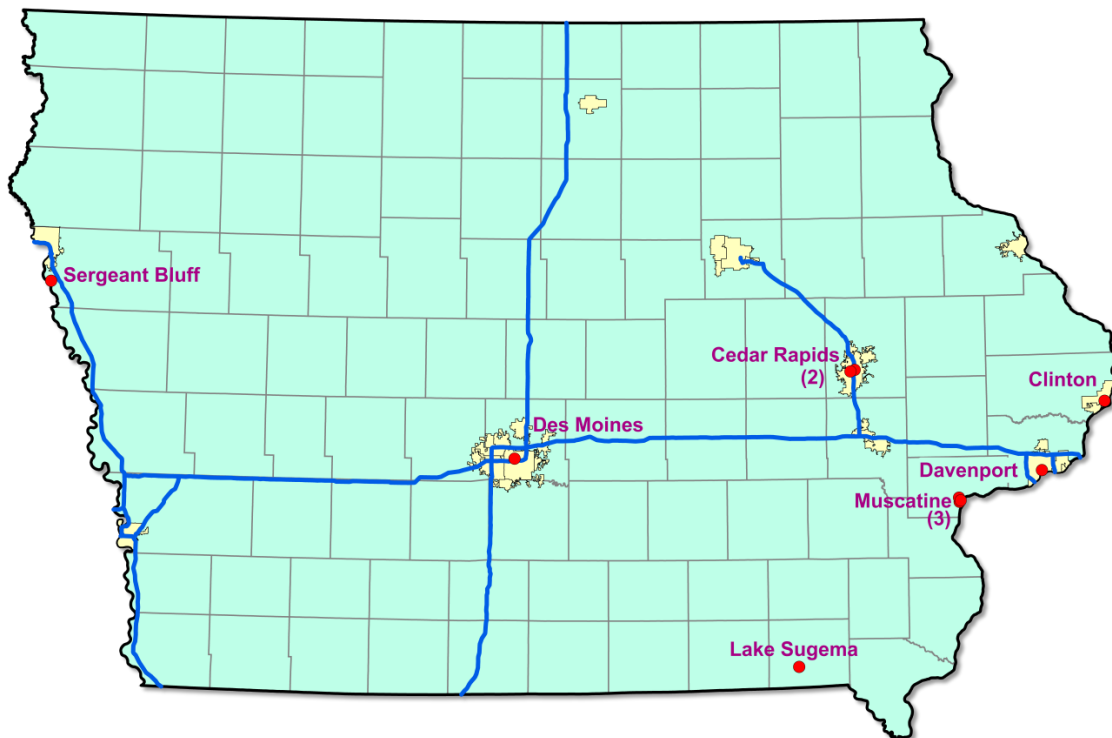 Sergeant Bluff
Cedar Rapids
(2)
Clinton
Des Moines
Davenport
Muscatine
(3)
Lake Sugema